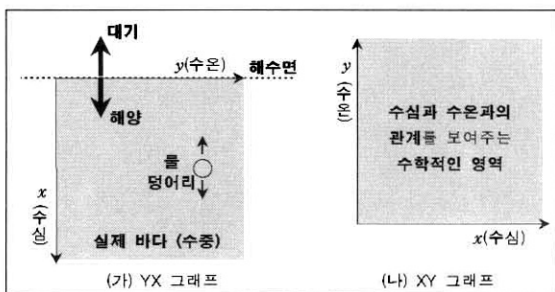 대기
y(수온)
해수면
해양
물
덩어리
x
(수심)
실제 바다 (수중)
(가) YX 그래프
y
(수온)
수심과 수온과의
관계를 보여주는
수학적인 영역
x(수심)
(나) XY 그래프